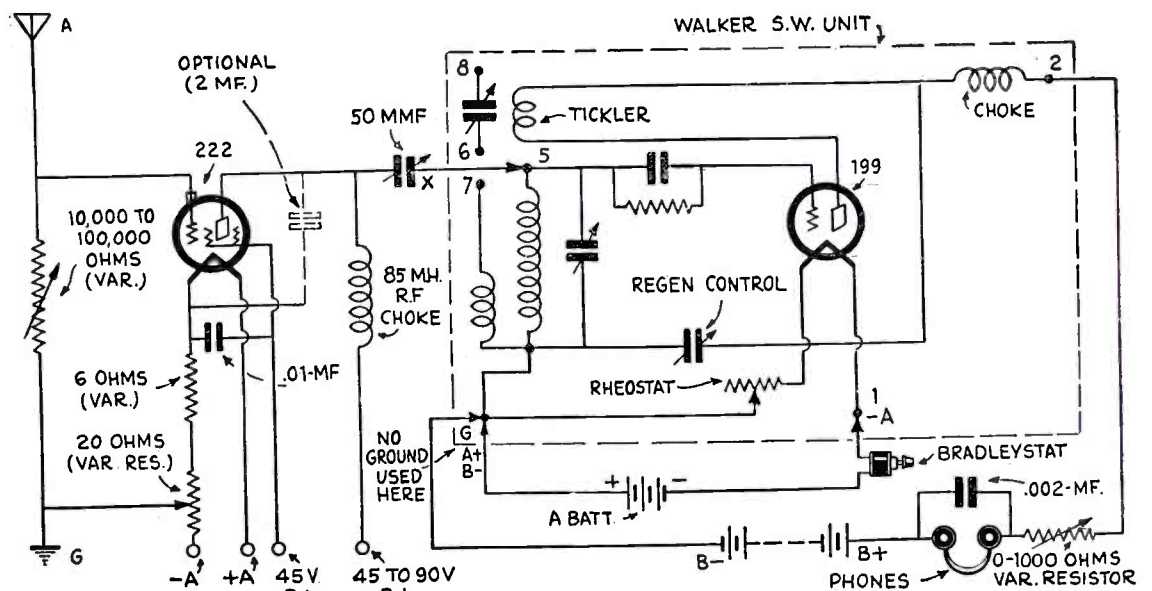 A
WALKER S.W. UNIT
OPTIONAL
(2 MF.)
8
2
CHOKE
TICKLER
50 MMF
6
5
X
7
222
199
10,000 TO
100,000
OHMS
(VAR.)
85 MH.
R.F
CHOKE
REGEN CONTROL
.01-MF
6 OHMS
(VAR.)
RHEOSTAT
1
-A
20 OHMS
(VAR. RES.)
NO
GROUND
USED
HERE
G
A+
B-
BRADLEYSTAT
+ -
A BATT.
.002-MF.
G
-A
+A
45 V.
45 TO 90 V
B-
B+
PHONES
0-1000 OHMS
VAR. RESISTOR